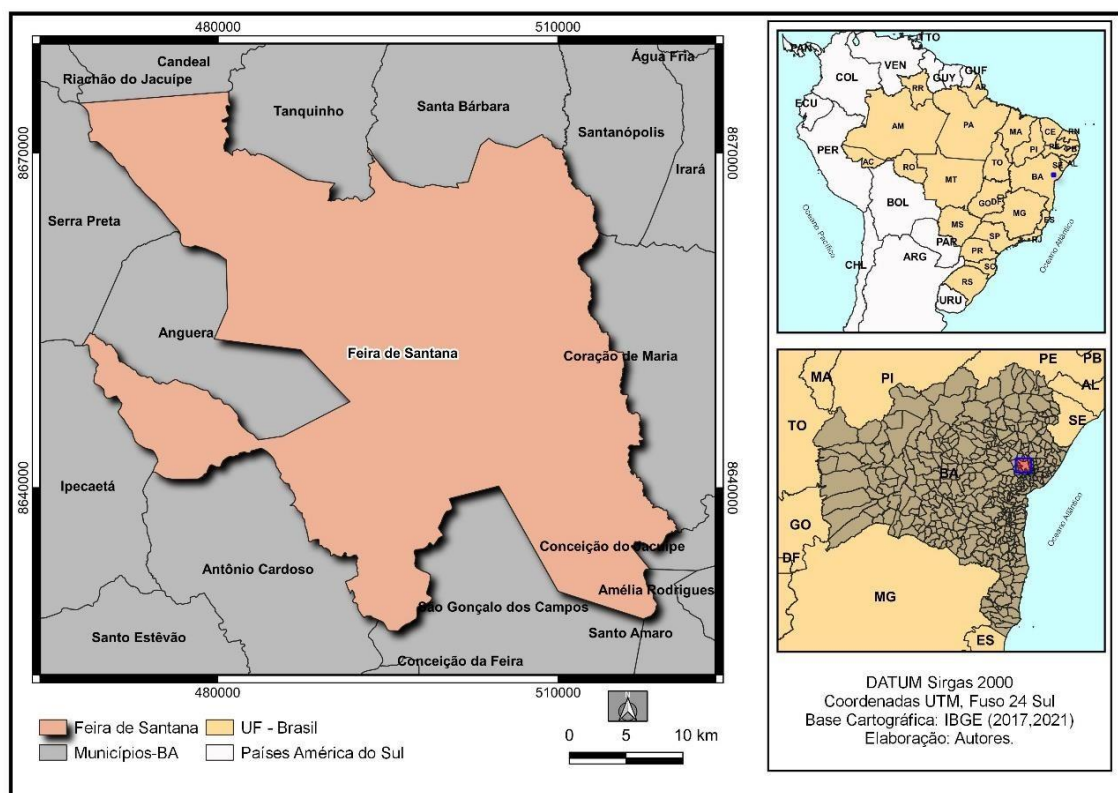 480000
510000
Candeal
Riachão do Jacuípe
Água Fria
Tanquinho
Santa Bárbara
Santanópolis
8670000
8670000
Irará
Serra Preta
Anguera
Feira de Santana
Coração de Maria
Ipecaetá
8640000
8640000
Conceição do Jacuípe
Antônio Cardoso
Amélia Rodrigues
São Gonçalo dos Campos
Santo Estêvão
Santo Amaro
Conceição da Feira
480000
510000
Feira de Santana
UF - Brasil
Municípios-BA
Países América do Sul
0 5 10 km
PAN
TTO
VEN
GUY
GUF
COL
RR
ECU
AM
PA
MA
CE
RN
PI
PB
PER
AC
RO
TO
SE
AL
MT
BA
BOL
GO
DF
MG
ES
MS
SP
RJ
PAR
PR
CHL
ARG
SC
RS
URU
Oceano Pacífico
Oceano Atlântico
MA
PI
PE
PB
AL
TO
SE
BA
GO
DF
MG
ES
Oceano Atlântico
DATUM Sirgas 2000
Coordenadas UTM, Fuso 24 Sul
Base Cartográfica: IBGE (2017,2021)
Elaboração: Autores.